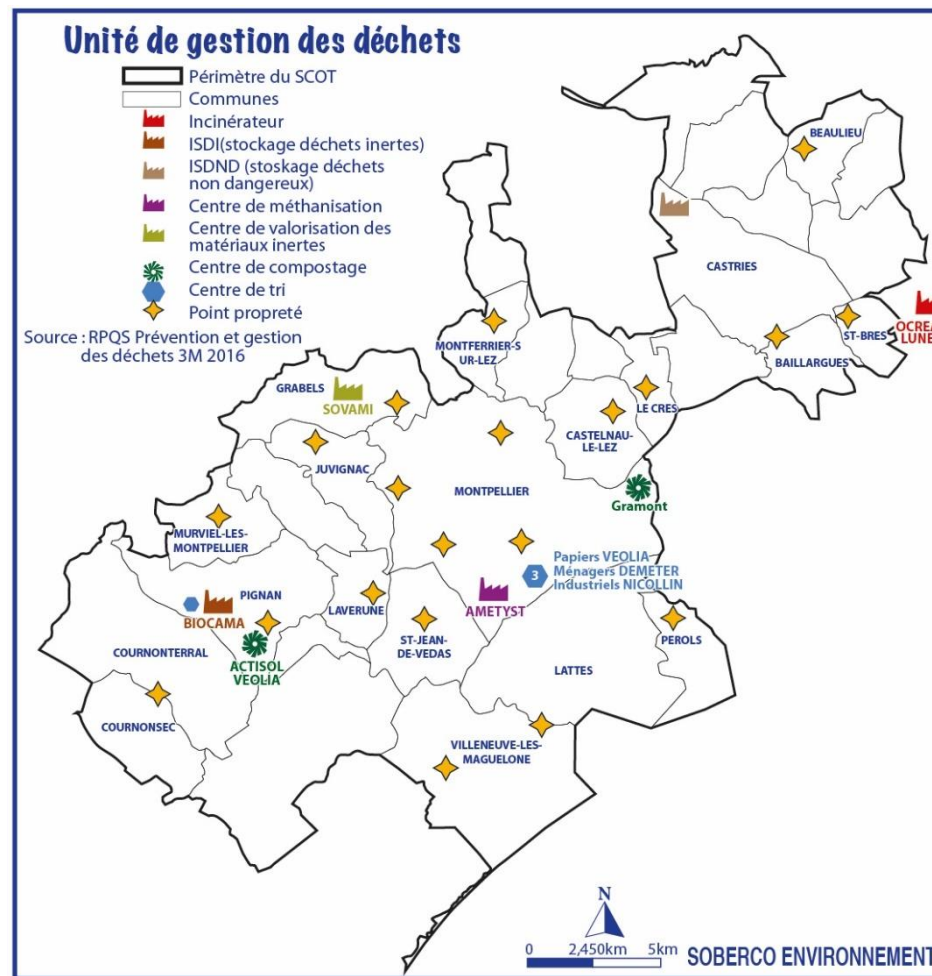 Unité de gestion des déchets
Périmètre du SCOT
Communes
Incinérateur
ISDI(stockage déchets inertes)
ISDND (stoskage déchets
non dangereux)
Centre de méthanisation
Centre de valorisation des
matériaux inertes
Centre de compostage
Centre de tri
Point propreté
Source : RPQS Prévention et gestion
des déchets 3M 2016
BEAULIEU
CASTRIES
ST-BRES
BAILLARGUES
MONTFERRIER-S
UR-LEZ
GRABELS
SOVAMI
LE CRES
CASTELNAU-
LE-LEZ
JUVIGNAC
MONTPELLIER
Gramont
MURVIEL-LES-
MONTPELLIER
Papiers VEOLIA
Ménagers DEMETER
Industriels NICOLLIN
3
AMETYST
PIGNAN
BIOCAMA
LAVERUNE
ST-JEAN-
DE-VEDAS
PEROLS
ACTISOL
VEOLIA
COURNONTERRAL
LATTES
COURNONSEC
VILLENEUVE-LES-
MAGUELONE
N
0 2,450km 5km
SOBERCO ENVIRONNEMENT